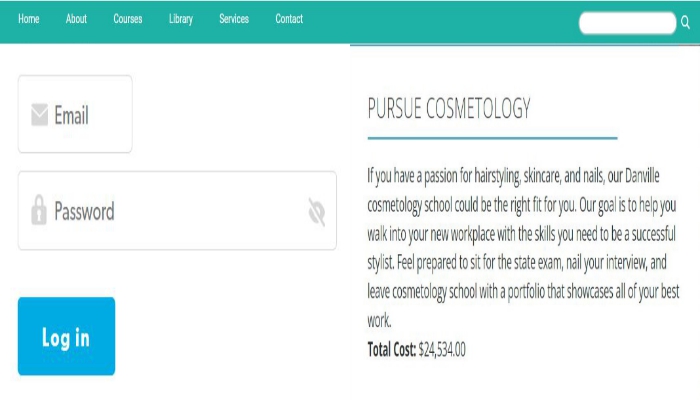 Home About Courses Library Services Contact
Email
Password
Log in
PURSUE COSMETOLOGY
If you have a passion for hairstyling, skincare, and nails, our Danville
cosmetology school could be the right fit for you. Our goal is to help you
walk into your new workplace with the skills you need to be a successful
stylist. Feel prepared to sit for the state exam, nail your interview, and
leave cosmetology school with a portfolio that showcases all of your best
work.
Total Cost: $24,534.00